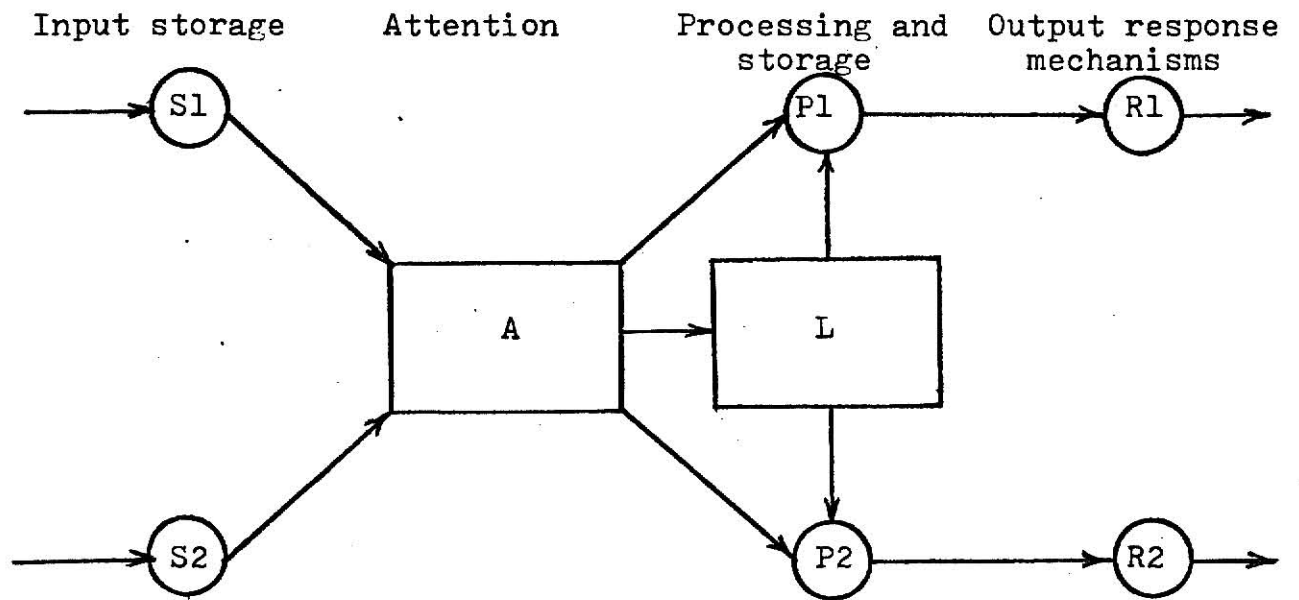 Input storage
Attention
Processing and
storage
Output response
mechanisms
S1
P1
R1
A
L
S2
P2
R2